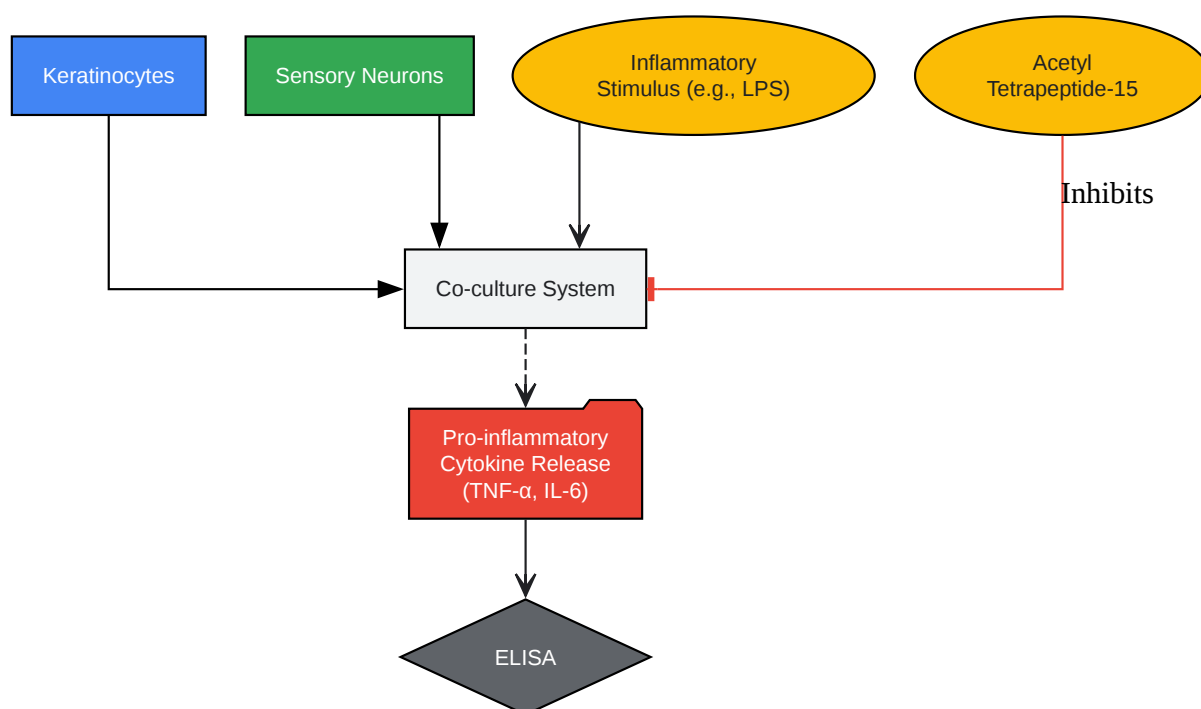 Keratinocytes
Sensory Neurons
Inflammatory
Stimulus (e.g., LPS)
Acetyl
Tetrapeptide-15
Inhibits
Co-culture System
Pro-inflammatory
Cytokine Release
(TNF-α, IL-6)
ELISA